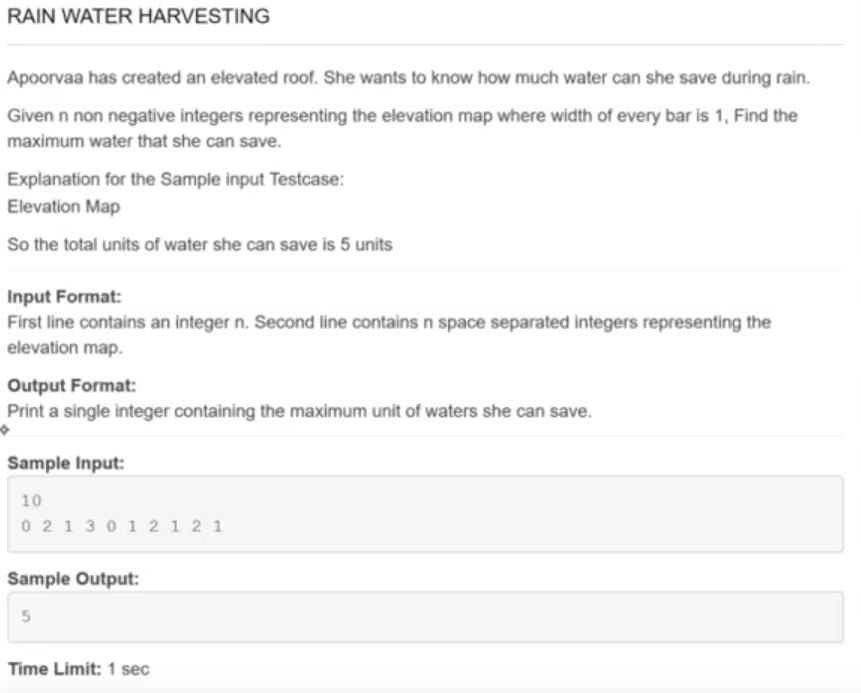 RAIN WATER HARVESTING
Apoorvaa has created an elevated roof. She wants to know how much water can she save during rain.
Given n non negative integers representing the elevation map where width of every bar is 1, Find the
maximum water that she can save.
Explanation for the Sample input Testcase:
Elevation Map
So the total units of water she can save is 5 units
Input Format:
First line contains an integer n. Second line contains n space separated integers representing the
elevation map.
Output Format:
Print a single integer containing the maximum unit of waters she can save.
Sample Input:
10
0 2 1 3 0 1 2 1 2 1
Sample Output:
5
Time Limit: 1 sec